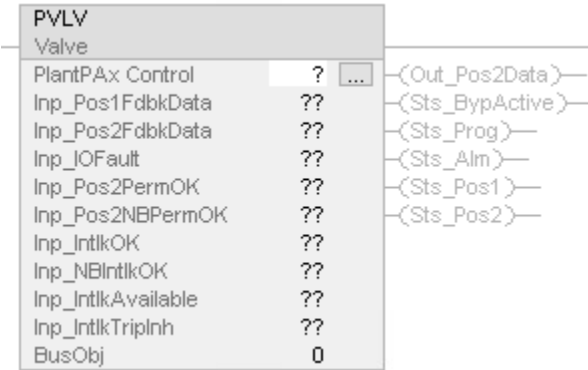 PVLV
Valve
PlantPAx Control ? ... (Out_Pos2Data)
Inp_Pos1FdbkData ?? (Sts_BypActive)
Inp_Pos2FdbkData ?? (Sts_Prog)
Inp_IOFault ?? (Sts_Alm)
Inp_Pos2PermOK ?? (Sts_Pos1)
Inp_Pos2NBPermOK ?? (Sts_Pos2)
Inp_IntlkOK ??
Inp_NBIntlkOK ??
Inp_IntlkAvailable ??
Inp_IntlkTripInh ??
BusObj 0